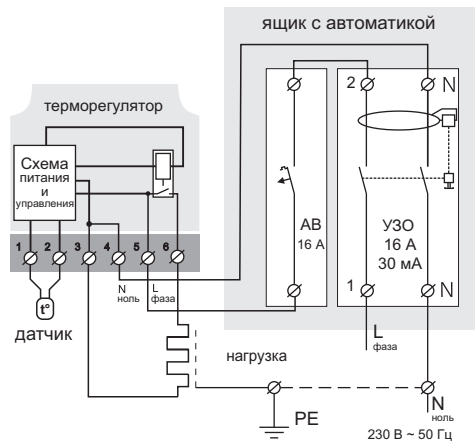 ящик с автоматикой
терморегулятор
Схема
питания
и
управления
2
N
АВ
16 А
УЗО
16 А
30 мА
1
2
3
4
5
6
N
ноль
L
фаза
1
N
t°
датчик
нагрузка
L
фаза
PE
N
ноль
230 В ~ 50 Гц